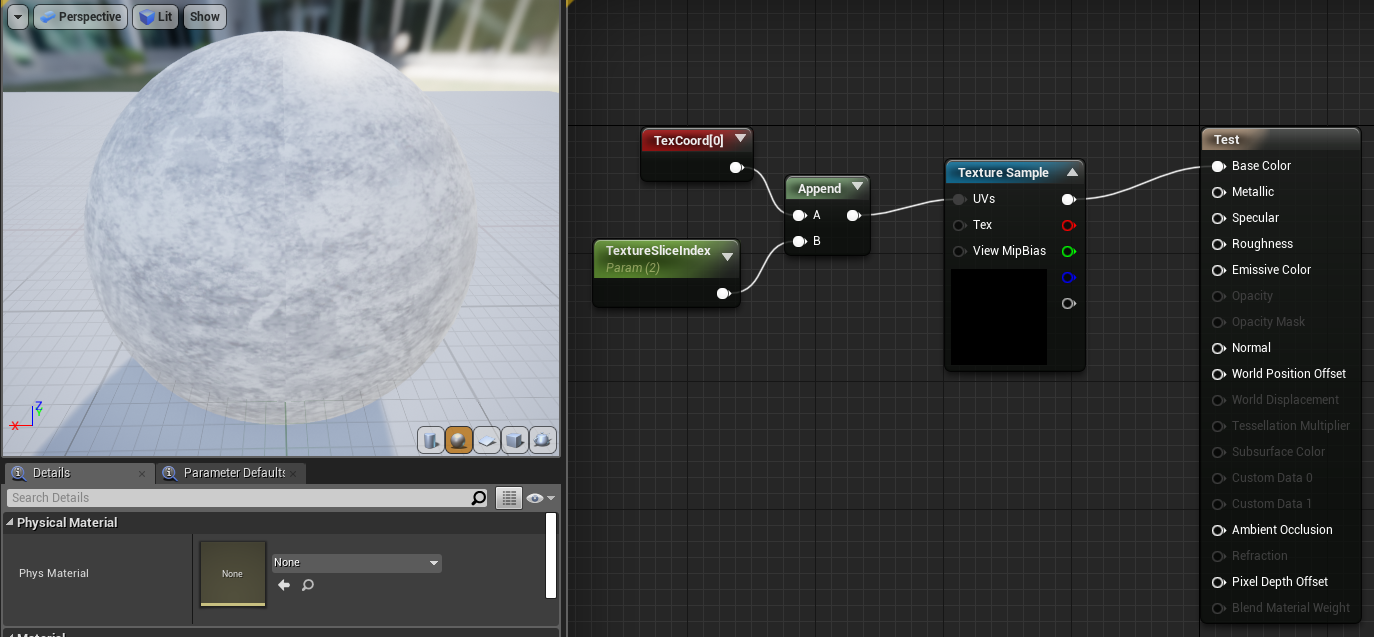 Perspective
Lit
Show
Z
X
Details
Parameter Defaults
Search Details
Physical Material
Phys Material
None
None
TexCoord[0]
Append
A
B
TextureSliceIndex
Param (2)
Texture Sample
UVs
Tex
View MipBias
Test
Base Color
Metallic
Specular
Roughness
Emissive Color
Opacity
Opacity Mask
Normal
World Position Offset
World Displacement
Tessellation Multiplier
Subsurface Color
Custom Data 0
Custom Data 1
Ambient Occlusion
Refraction
Pixel Depth Offset
Blend Material Weight